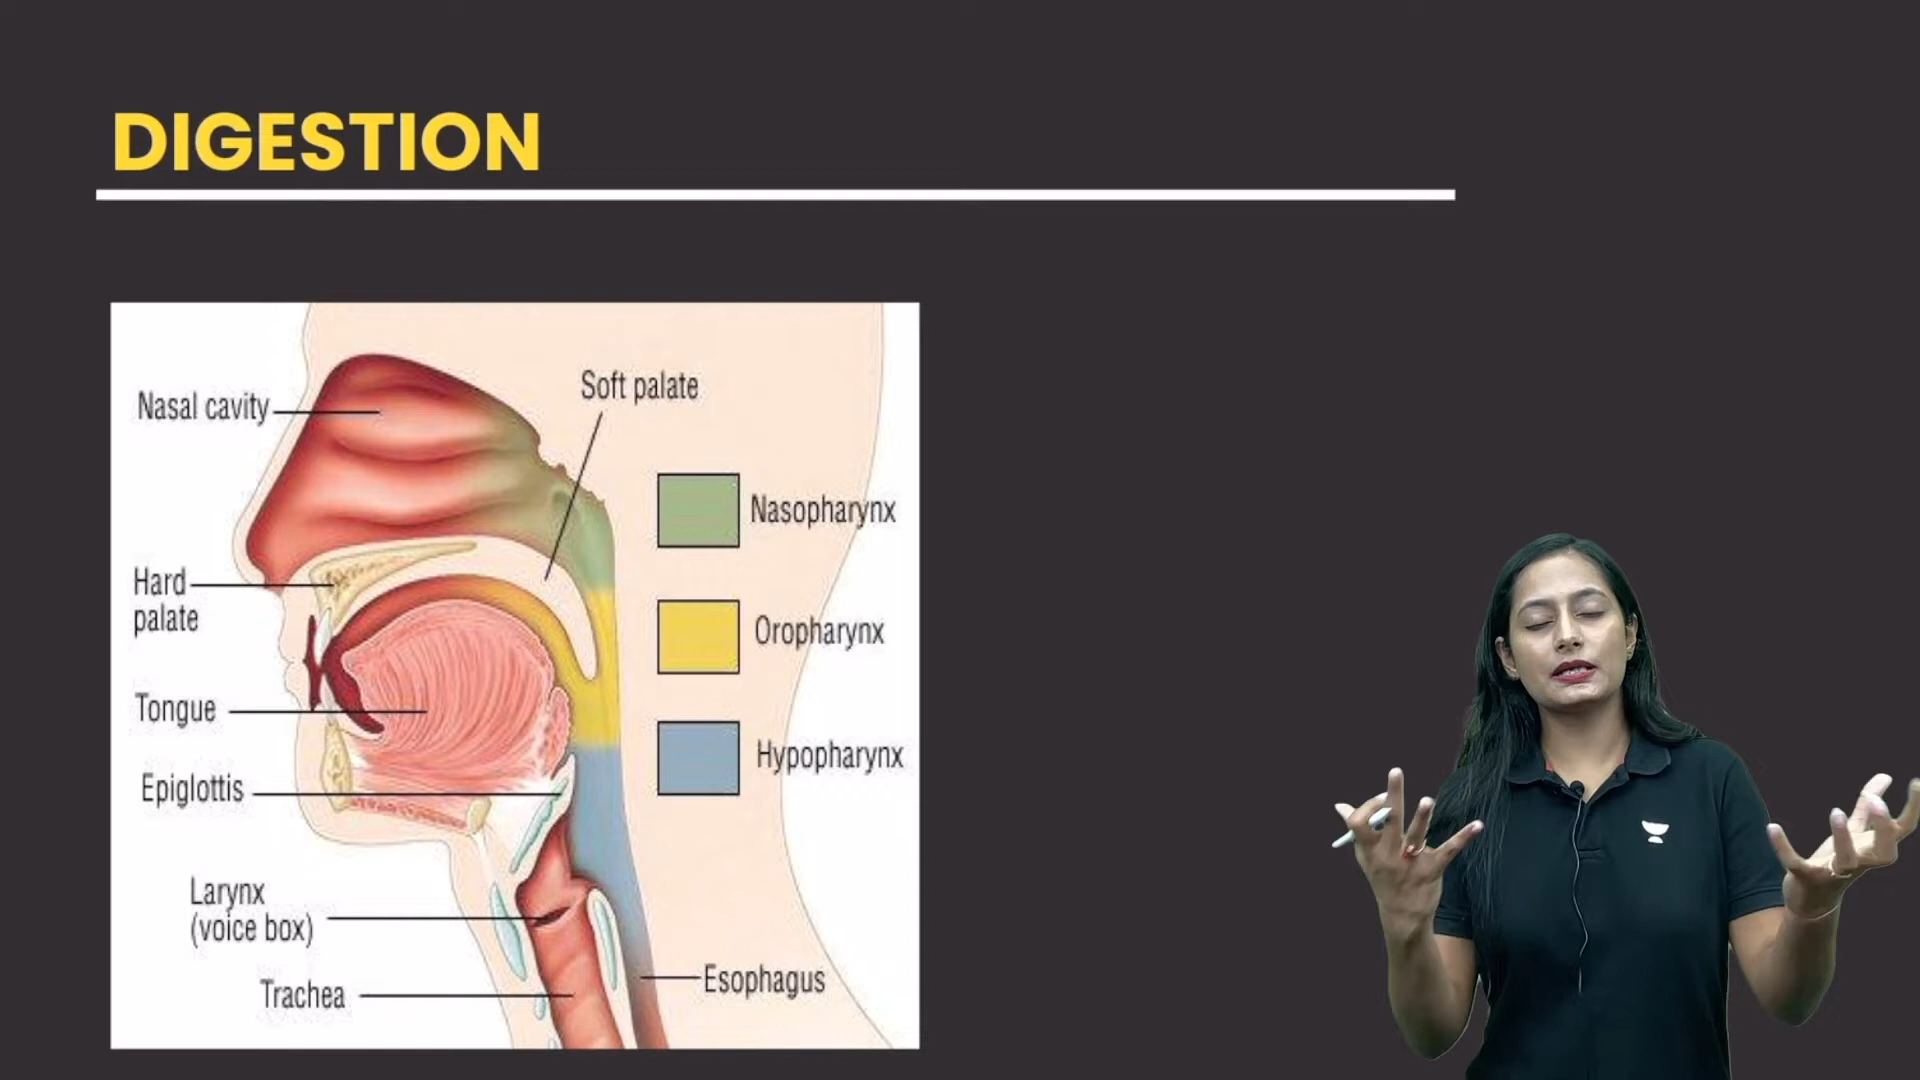 DIGESTION
Nasal cavity
Soft palate
Nasopharynx
Hard
palate
Oropharynx
Tongue
Hypopharynx
Epiglottis
Larynx
(voice box)
Esophagus
Trachea